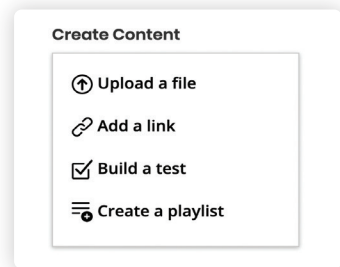 Create Content
Upload a file
Add a link
Build a test
Create a playlist